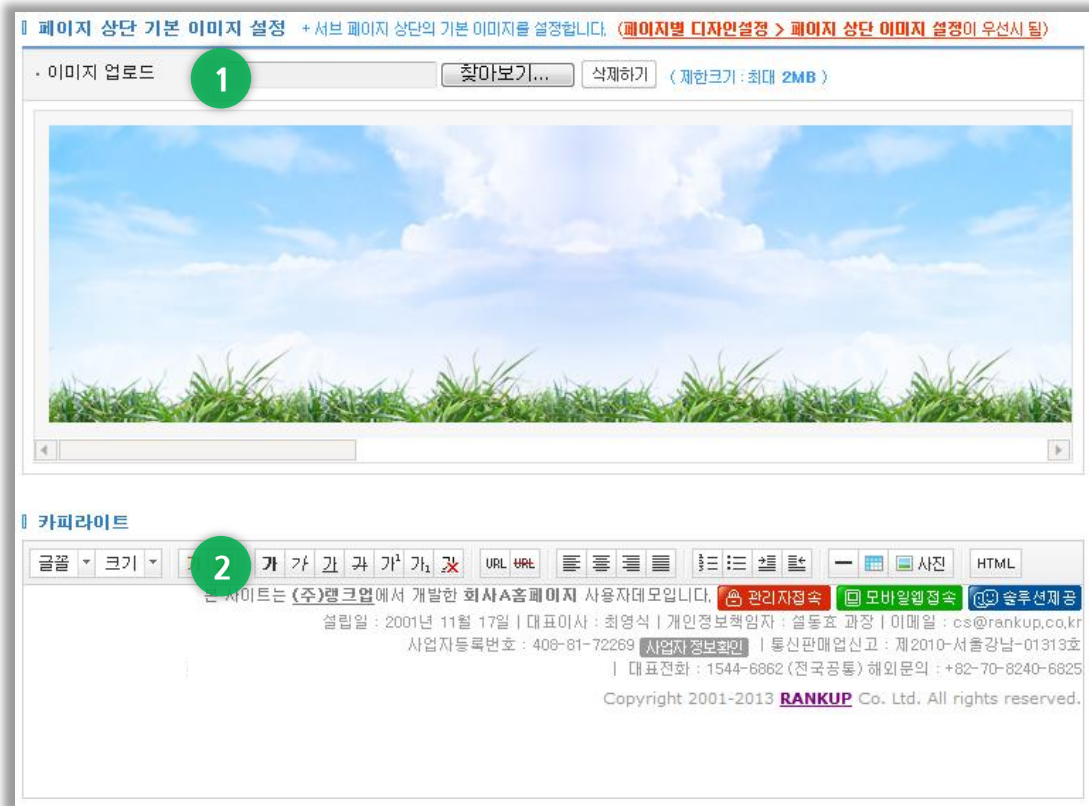 페이지 상단 기본 이미지 설정 + 서브 페이지 상단의 기본 이미지를 설정합니다. (페이지별 디자인설정 > 페이지 상단 이미지 설정이 우선시 됨)
· 이미지 업로드 1 찾아보기... 삭제하기 ( 제한크기 : 최대 2MB )
카피라이트
글꼴 크기 2 가 가 가 가 가1 가1 가 URL URL 사진 HTML
사이트는 (주)랭크업에서 개발한 회사A홈페이지 사용자데모입니다. 관리자접속 모바일웹접속 솔루션제공
설립일 : 2001년 11월 17일 | 대표이사 : 최영식 | 개인정보책임자 : 설동효 과장 | 이메일 : cs@rankup.co.kr
사업자등록번호 : 408-81-72269 사업자 정보확인 | 통신판매업신고 : 제2010-서울강남-01313호
| 대표전화 : 1544-6862 (전국공통) 해외문의 : +82-70-8240-6825
Copyright 2001-2013 RANKUP Co. Ltd. All rights reserved.